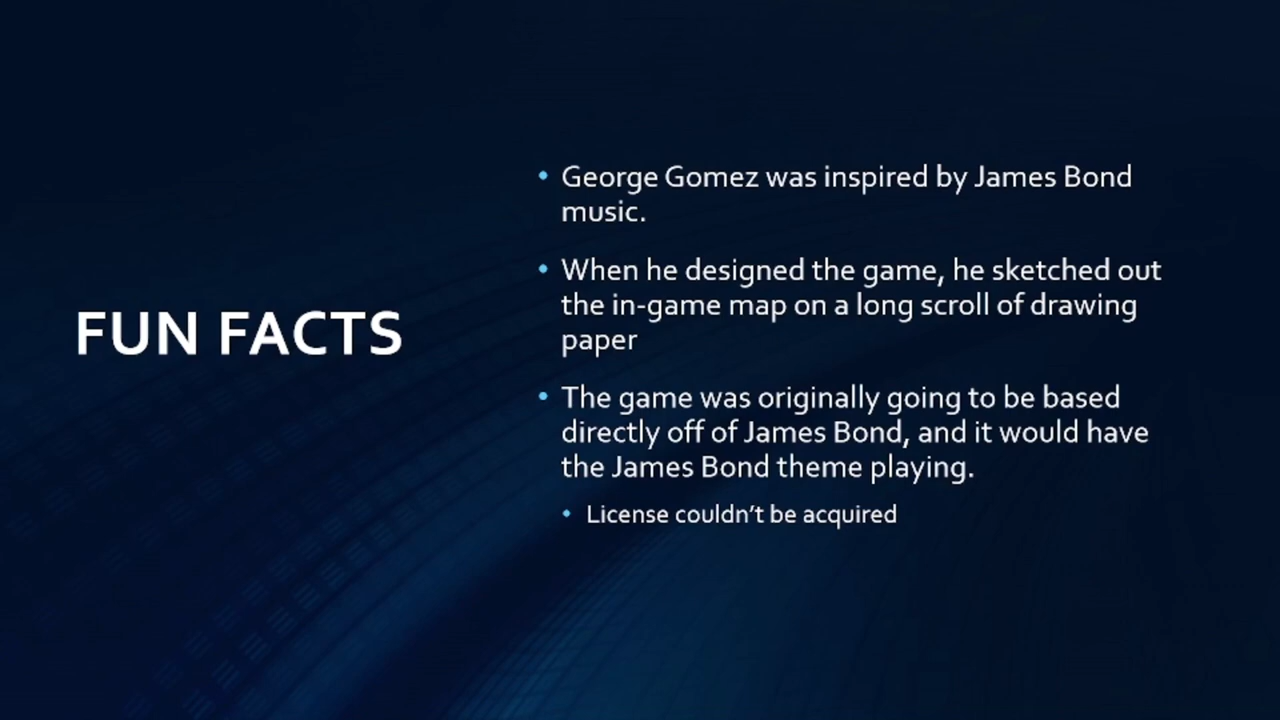 FUN FACTS
George Gomez was inspired by James Bond
music.
When he designed the game, he sketched out
the in-game map on a long scroll of drawing
paper
The game was originally going to be based
directly off of James Bond, and it would have
the James Bond theme playing.
License couldn’t be acquired